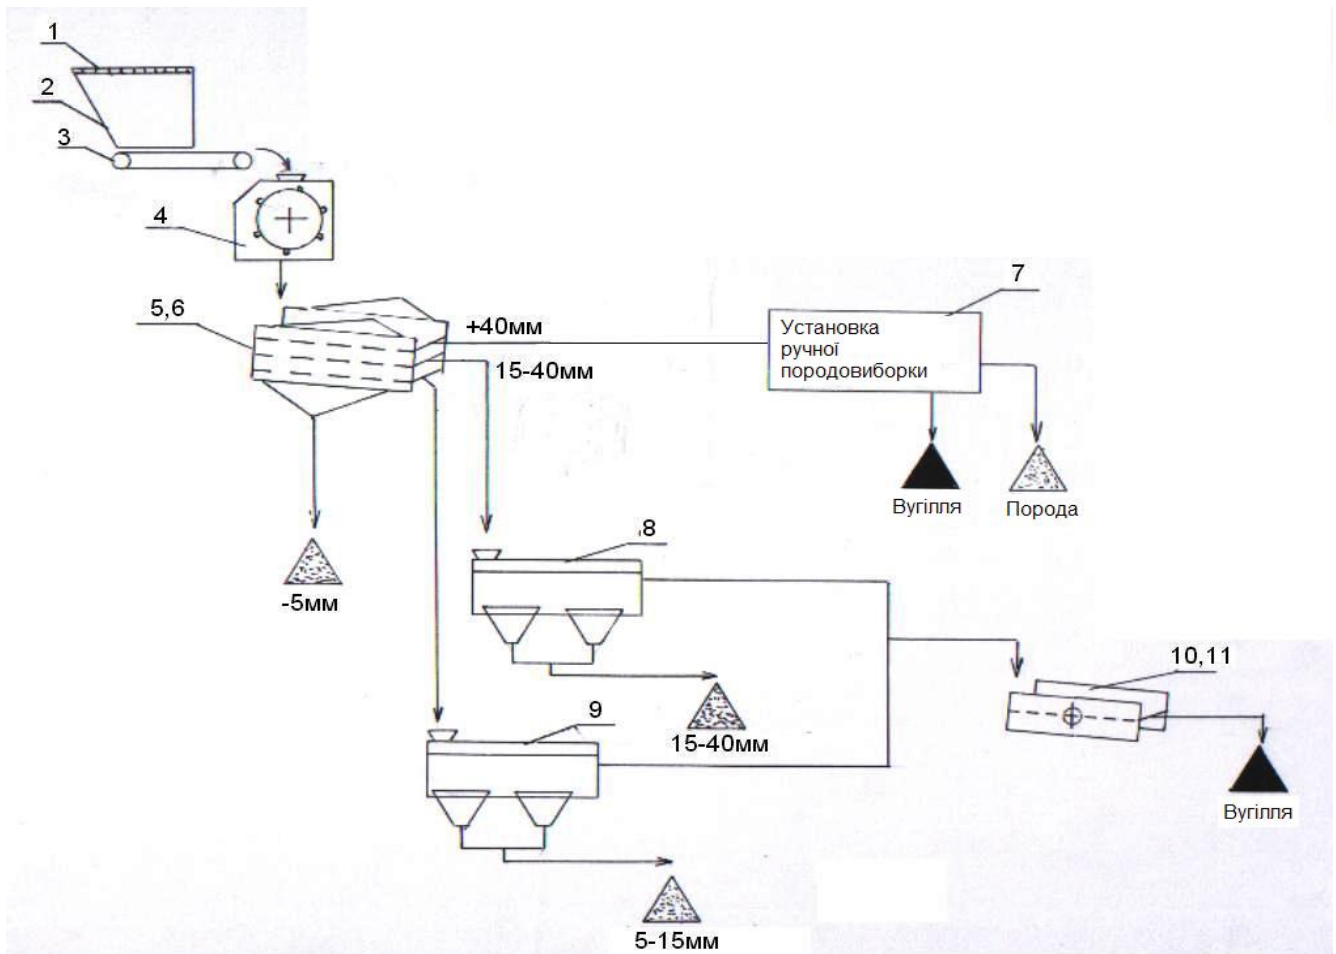 1
2
3
4
5,6
+40мм
15-40мм
7
Установка
ручної
породовиборки
Вугілля
Порода
-5мм
8
15-40мм
9
10,11
Вугілля
5-15мм